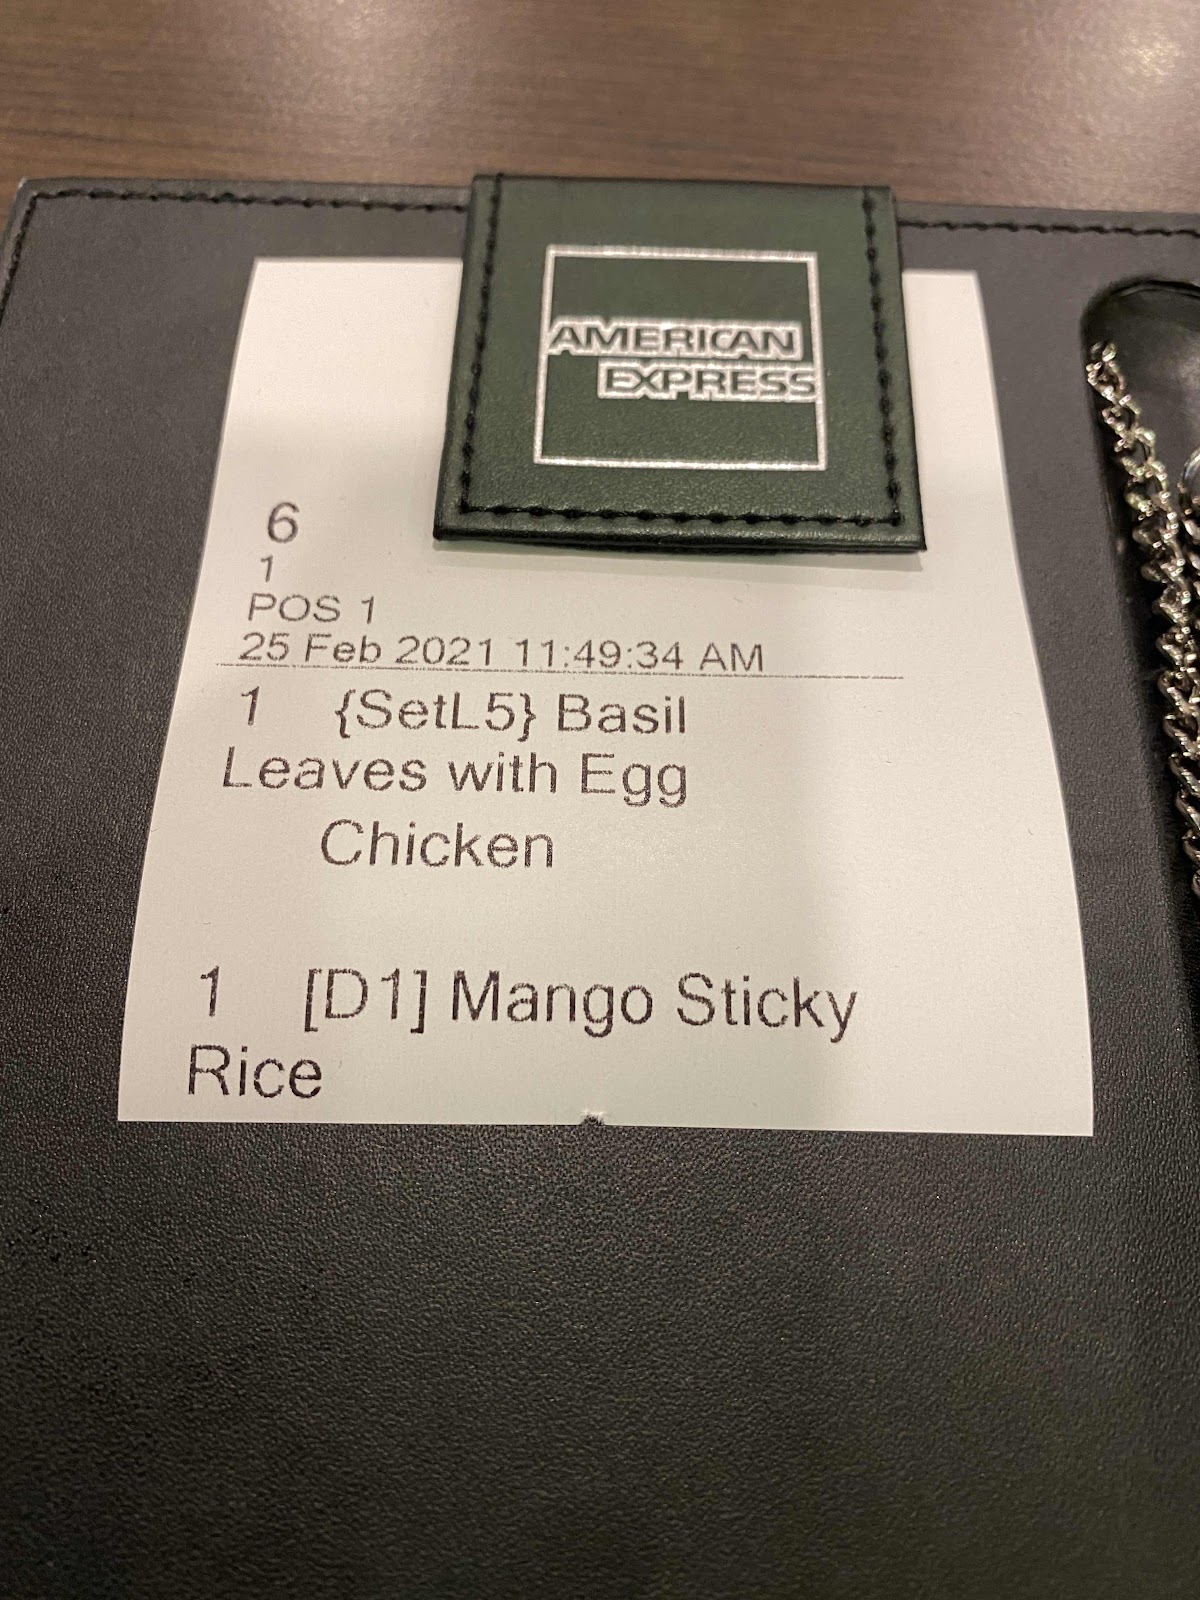 AMERICAN
EXPRESS
6
1
POS 1
25 Feb 2021 11:49:34 AM
1 {SetL5} Basil
Leaves with Egg
Chicken
1 [D1] Mango Sticky
Rice